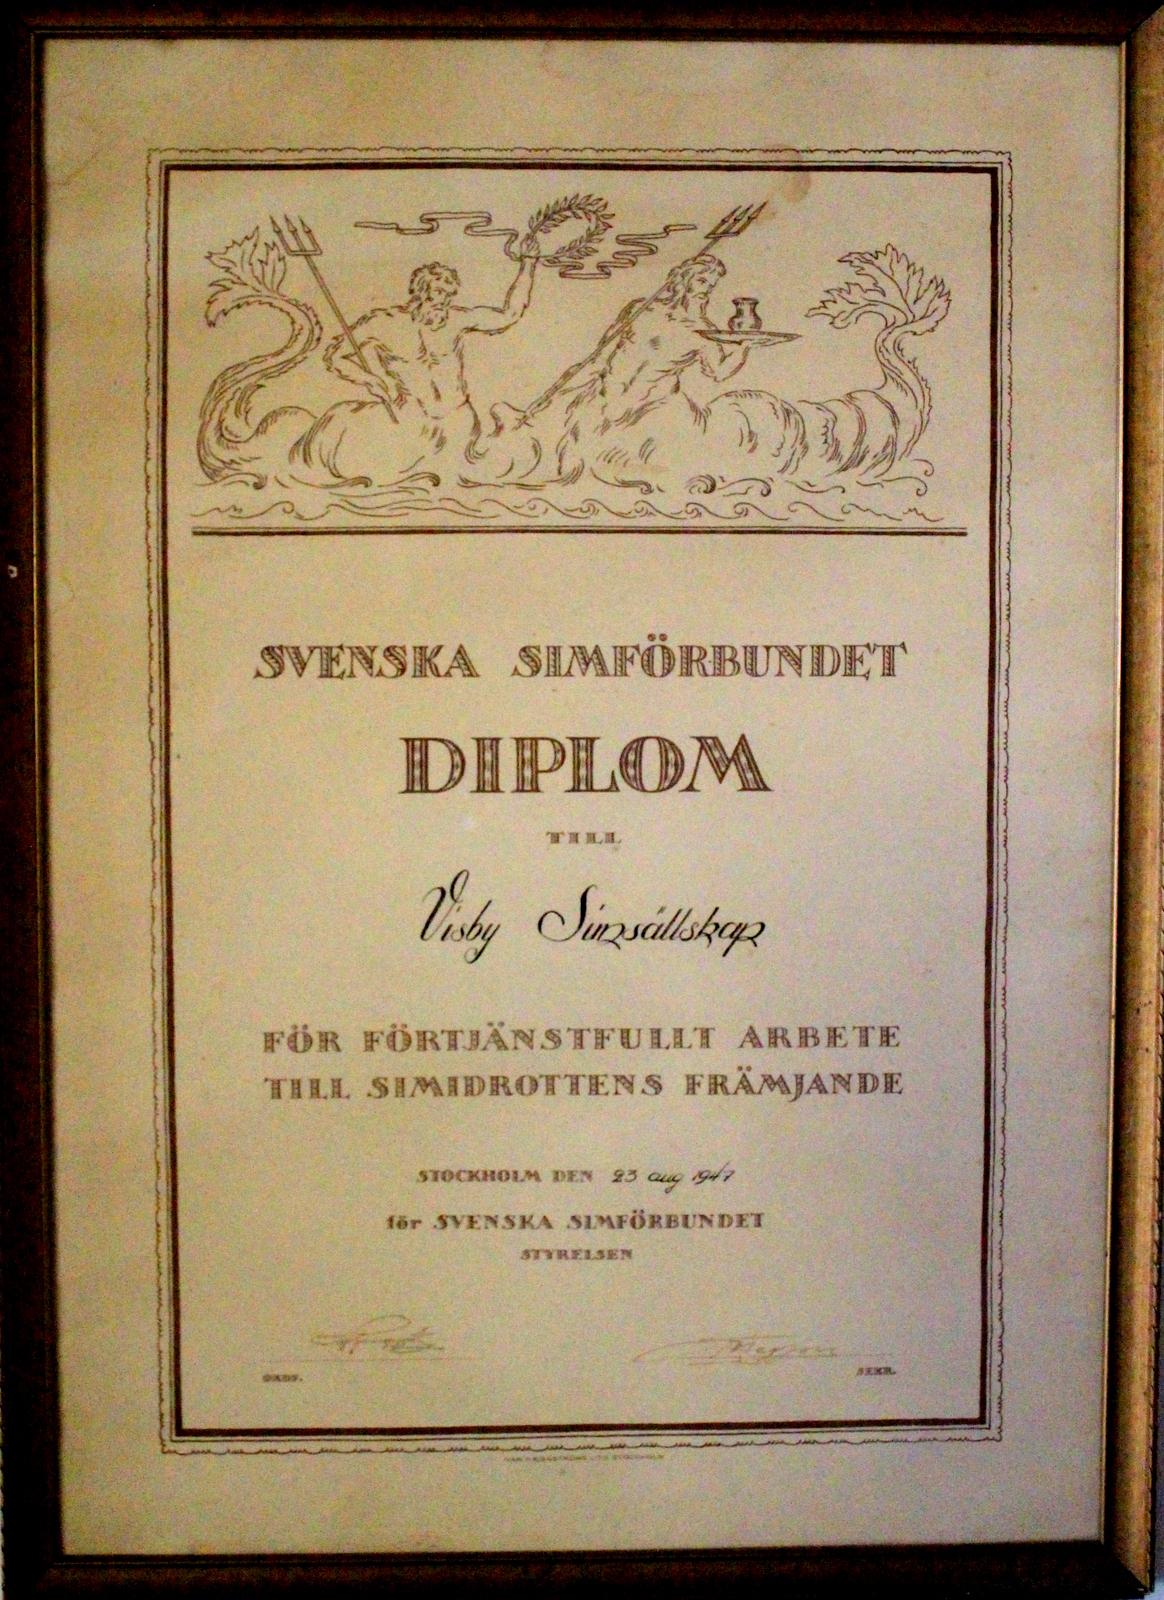 SVENSKA SIMFÖRBUNDET
DIPLOM
TILL
Visby Simsällskap
FÖR FÖRTJÄNSTFULLT ARBETE
TILL SIMIDROTTENS FRÄMJANDE
STOCKHOLM DEN 23 aug 1947
för SVENSKA SIMFÖRBUNDET
STYRELSEN
ORDF. SEKR.